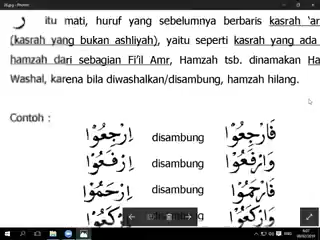 ر itu mati, huruf yang sebelumnya berbaris kasrah 'ar
(kasrah yang bukan ashliyah), yaitu seperti kasrah yang ada
hamzah dari sebagian Fi'il Amr, Hamzah tsb. dinamakan Ha
Washal, karena bila diwashalkan/disambung, hamzah hilang.
Contoh :
اِرْجِعُوْا disambung فَارْجِعُوْا
اِرْفَعُوْا disambung وَارْفَعُوْا
اِرْحَمُوْا disambung فَارْحَمُوْا
اِرْكَعُوْا disambung وَارْكَعُوْا